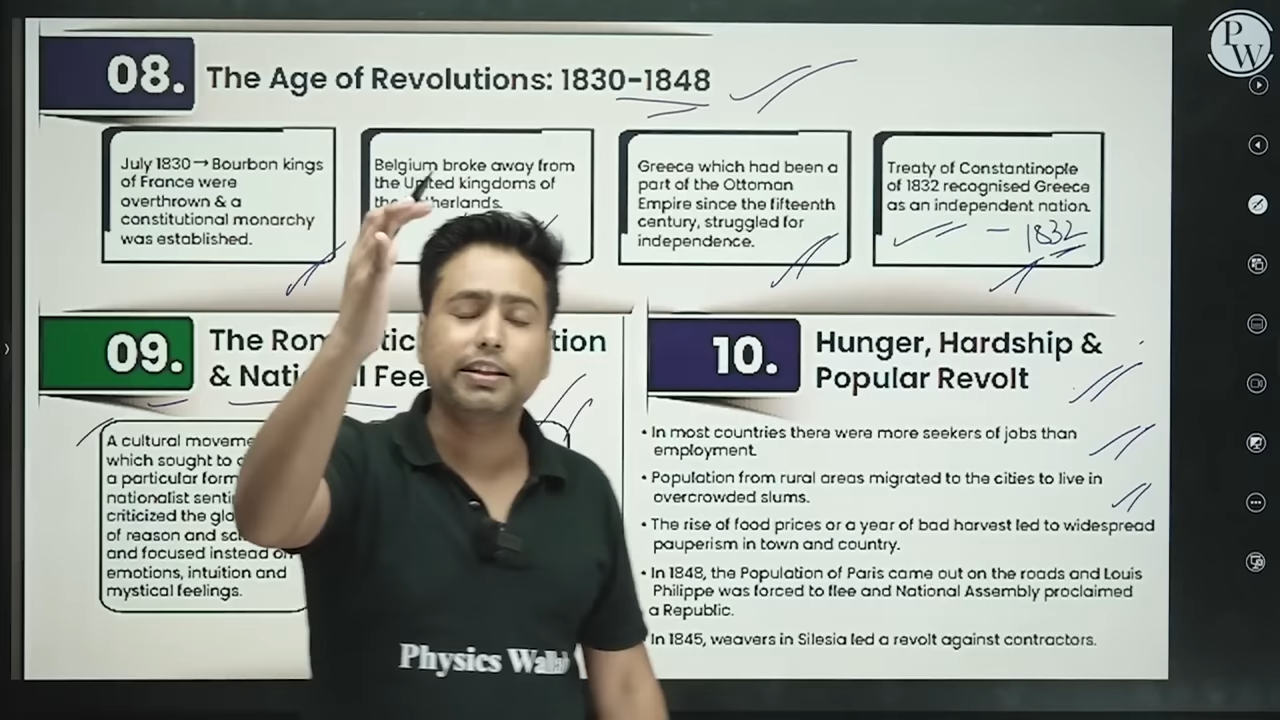 PW
08. The Age of Revolutions: 1830-1848
July 1830→Bourbon kings
of France were
overthrown & a
constitutional monarchy
was established.
Belgium broke away from
the United kingdoms of
the Netherlands.
Greece which had been a
part of the Ottoman
Empire since the fifteenth
century, struggled for
independence.
Treaty of Constantinople
of 1832 recognised Greece
as an independent nation.
- 1832
09. The
&
A cultural
which sought to
a particular form
nationalist
criticized the
of reason and
and focused instead on
emotions, intuition and
mystical feelings.
10. Hunger, Hardship &
Popular Revolt
• In most countries there were more seekers of jobs than
employment.
• Population from rural areas migrated to the cities to live in
overcrowded slums.
• The rise of food prices or a year of bad harvest led to widespread
pauperism in town and country.
• In 1848, the Population of Paris came out on the roads and Louis
Philippe was forced to flee and National Assembly proclaimed
a Republic.
In 1845, weavers in Silesia led a revolt against contractors.
Physics Wallah